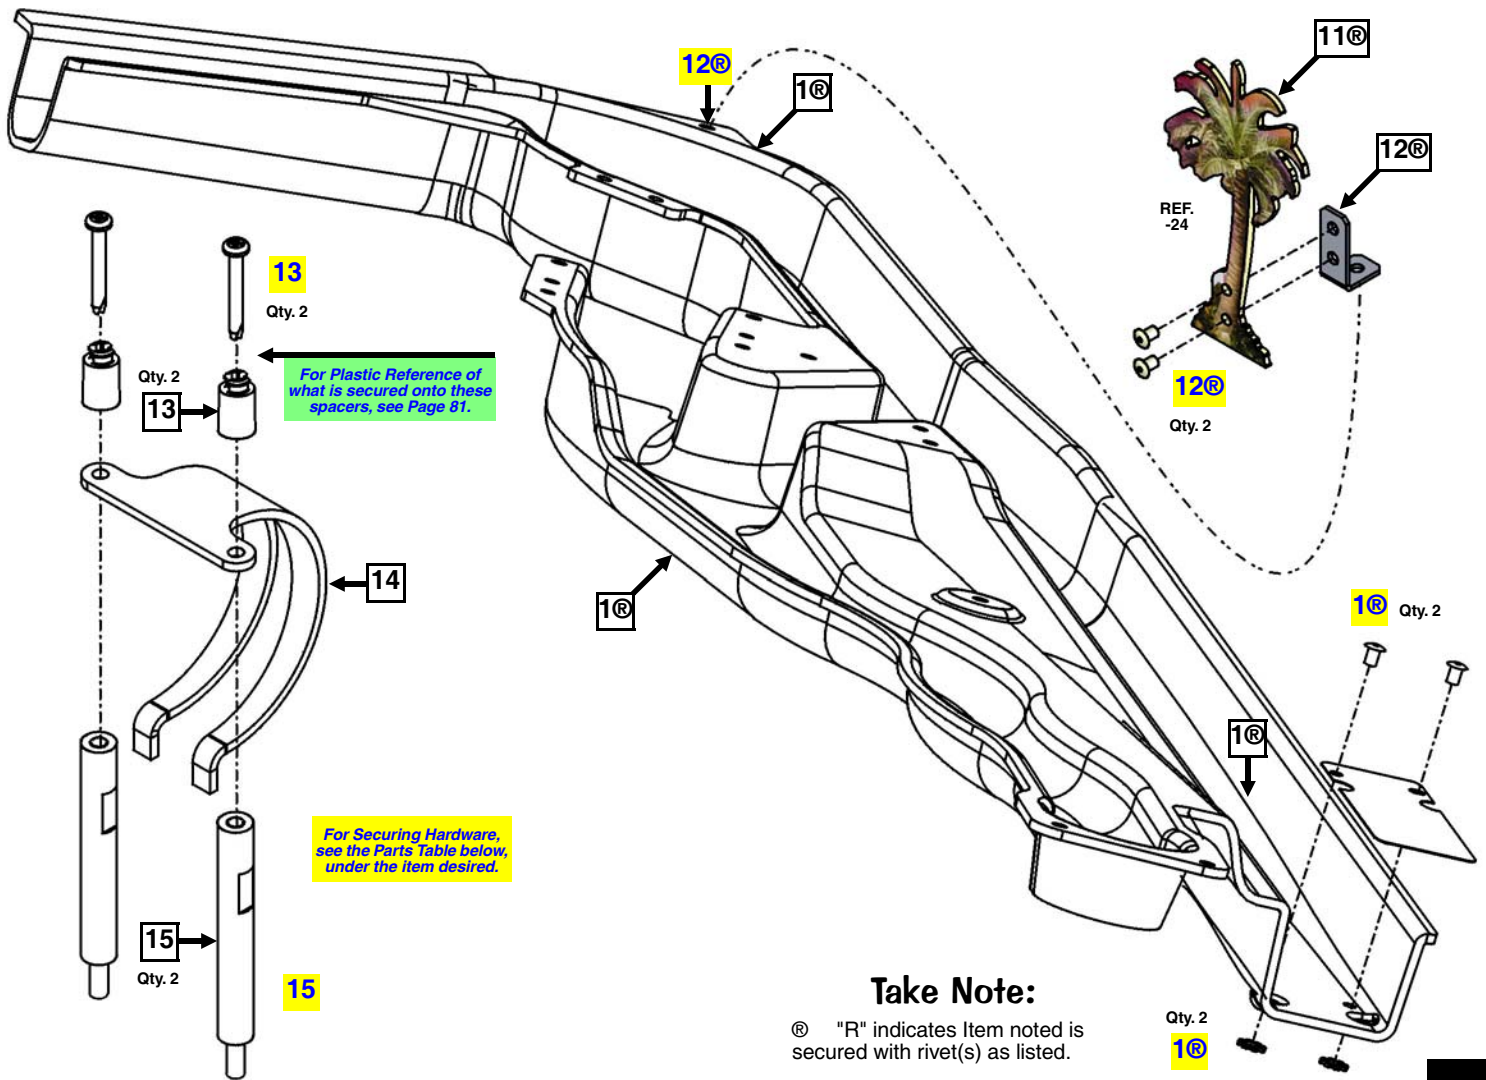 11®
12®
1®
12®
REF.
-24
13
Qty. 2
For Plastic Reference of
what is secured onto these
spacers, see Page 81.
Qty. 2
13
12®
Qty. 2
14
1®
1® Qty. 2
1®
For Securing Hardware,
see the Parts Table below,
under the item desired.
15
Qty. 2
15
Take Note:
® "R" indicates Item noted is
secured with rivet(s) as listed.
Qty. 2
1®